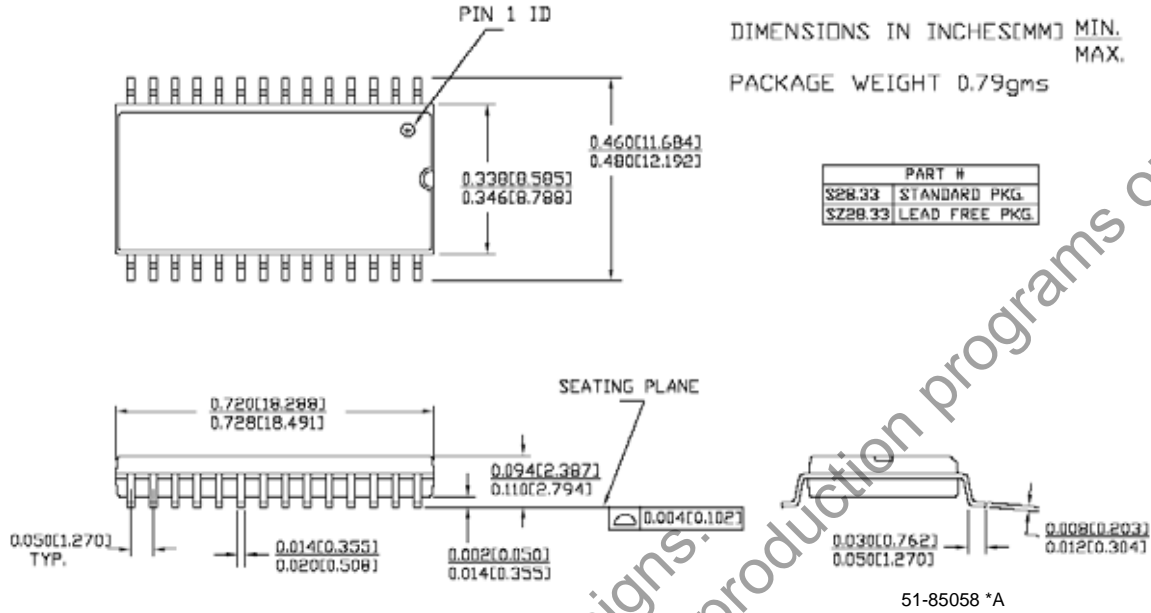 PIN 1 ID
DIMENSIONS IN INCHES[MM] MIN.
MAX.
PACKAGE WEIGHT 0.79gms
0.460[11.684]
0.480[12.192]
0.338[8.585]
0.346[8.788]
PART #
S28.33 STANDARD PKG.
SZ28.33 LEAD FREE PKG.
SEATING PLANE
0.720[18.288]
0.728[18.491]
0.094[2.387]
0.110[2.794]
0.004[0.102]
0.050[1.270]
TYP.
0.014[0.355]
0.020[0.508]
0.002[0.050]
0.014[0.355]
0.030[0.762]
0.050[1.270]
0.008[0.203]
0.012[0.304]
51-85058 *A
signs.
production programs o